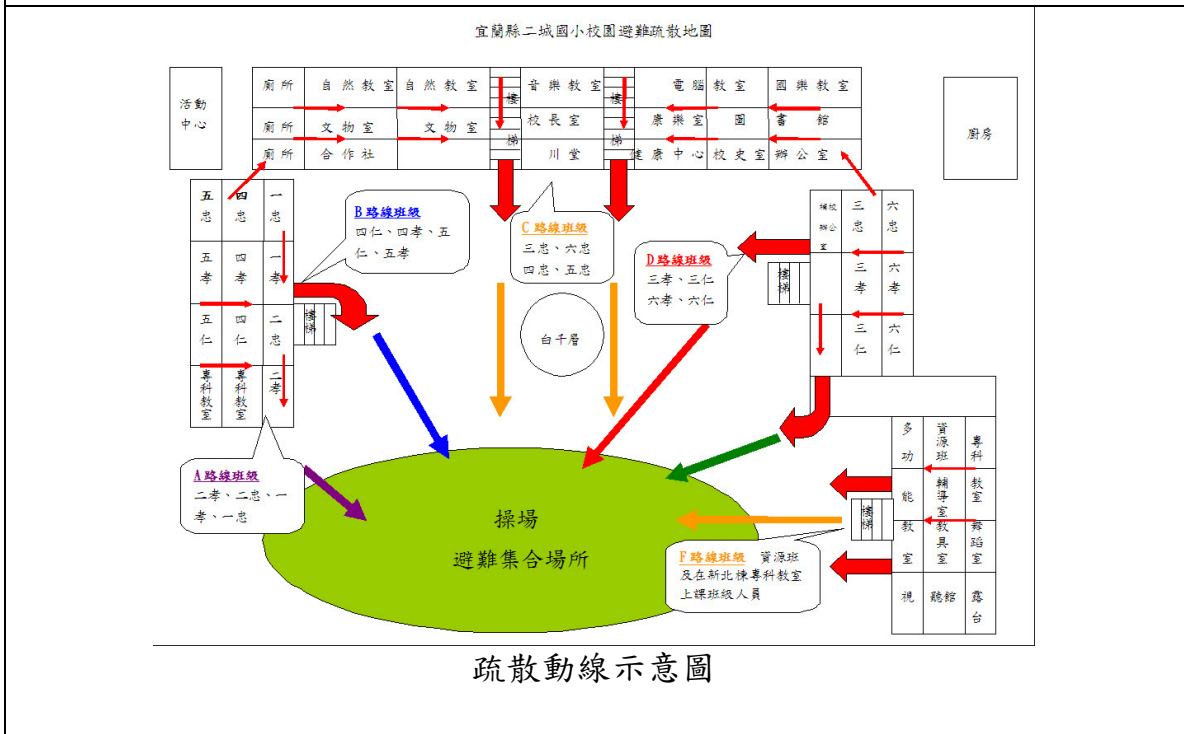 宜蘭縣二城國小校園避難疏散地圖
活動
中心
廁所 自然教室 自然教室 樓 音樂教室 樓 電腦教室 國樂教室
廁所 文物室 文物室 校長室 康樂室 圖書館
廁所 合作社 梯 川堂 梯 健康中心 校史室 辦公室
廚房
五忠 四忠 一忠
五孝 四孝 一孝
五仁 四仁 二忠
專科教室 專科教室 二孝
樓梯
B路線班級
四仁、四孝、五
仁、五孝
C路線班級
三忠、六忠
四忠、五忠
D路線班級
三孝、三仁
六孝、六仁
補校
辦公
室
三忠 六忠
三孝 六孝
三仁 六仁
樓梯
白千層
A路線班級
二孝、二忠、一
孝、一忠
操場
避難集合場所
F路線班級 資源班
及在新北棟專科教室
上課班級人員
樓梯
多功能教室 資源班 專科教室
輔導室
教具室 舞蹈室
視聽館 露台
疏散動線示意圖